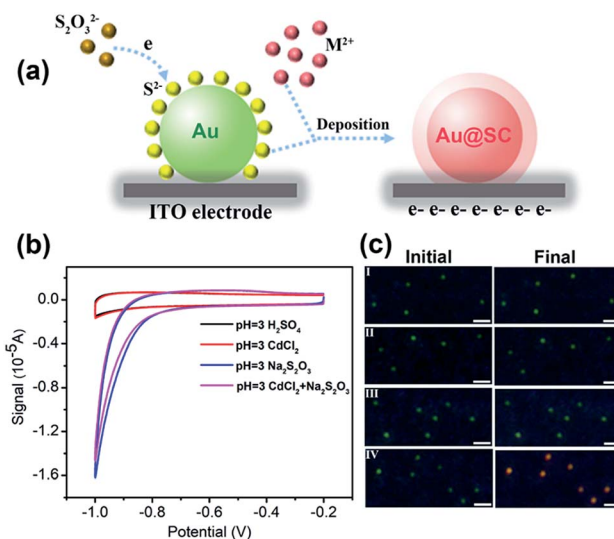 (a)
S₂O₃²⁻
e
S²⁻
M²⁺
Au
Deposition
Au@SC
ITO electrode
e- e- e- e- e- e- e-
(b)
0.0
-0.4
-0.8
-1.2
-1.6
Signal (10⁻⁵A)
pH=3 H₂SO₄
pH=3 CdCl₂
pH=3 Na₂S₂O₃
pH=3 CdCl₂+Na₂S₂O₃
-1.0 -0.8 -0.6 -0.4 -0.2
Potential (V)
(c)
Initial Final
I
II
III
IV